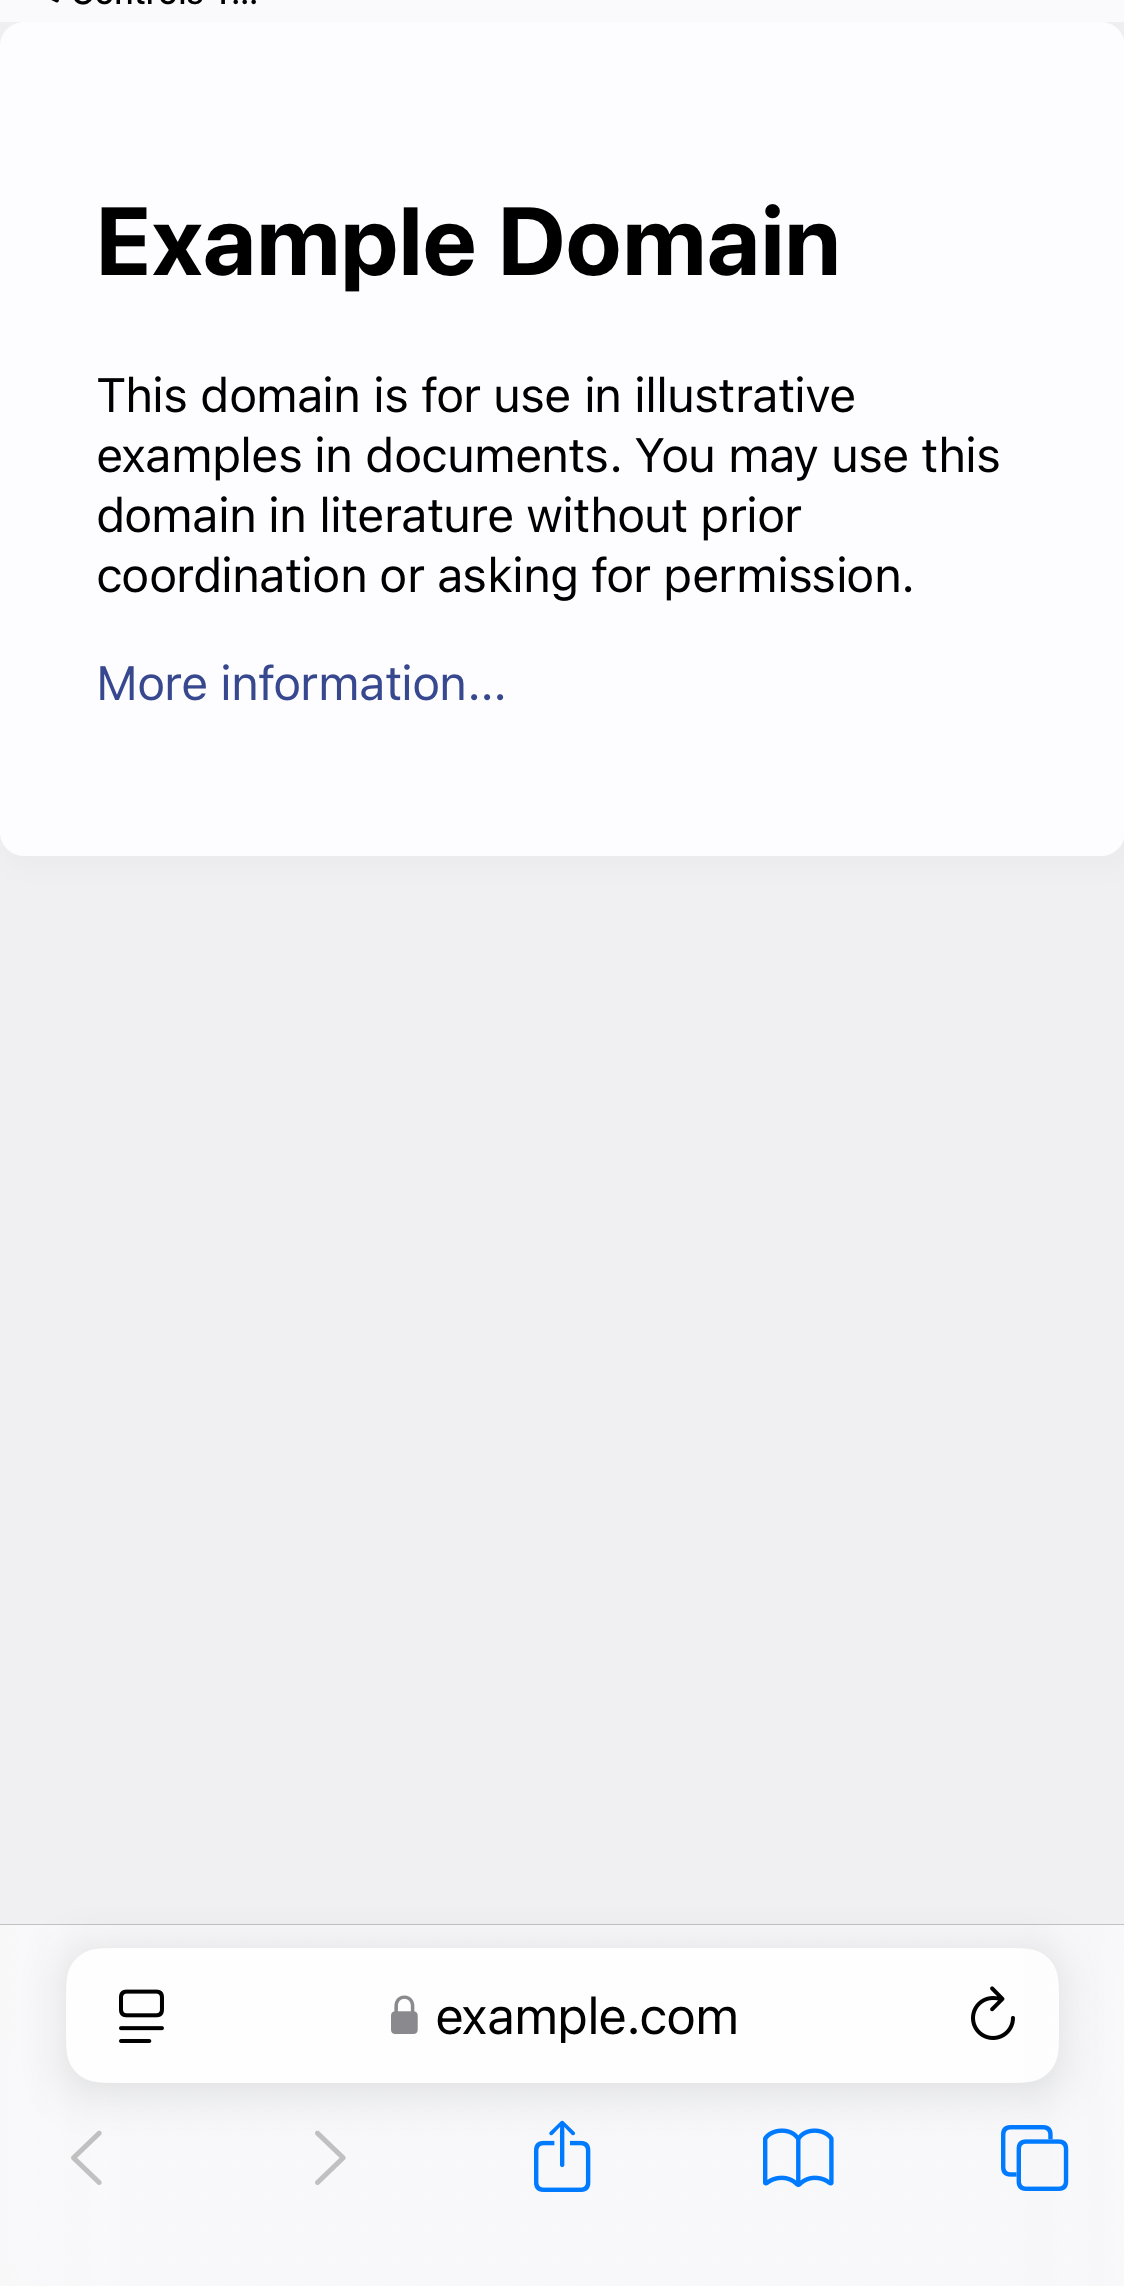 Example Domain
This domain is for use in illustrative
examples in documents. You may use this
domain in literature without prior
coordination or asking for permission.
More information...
example.com